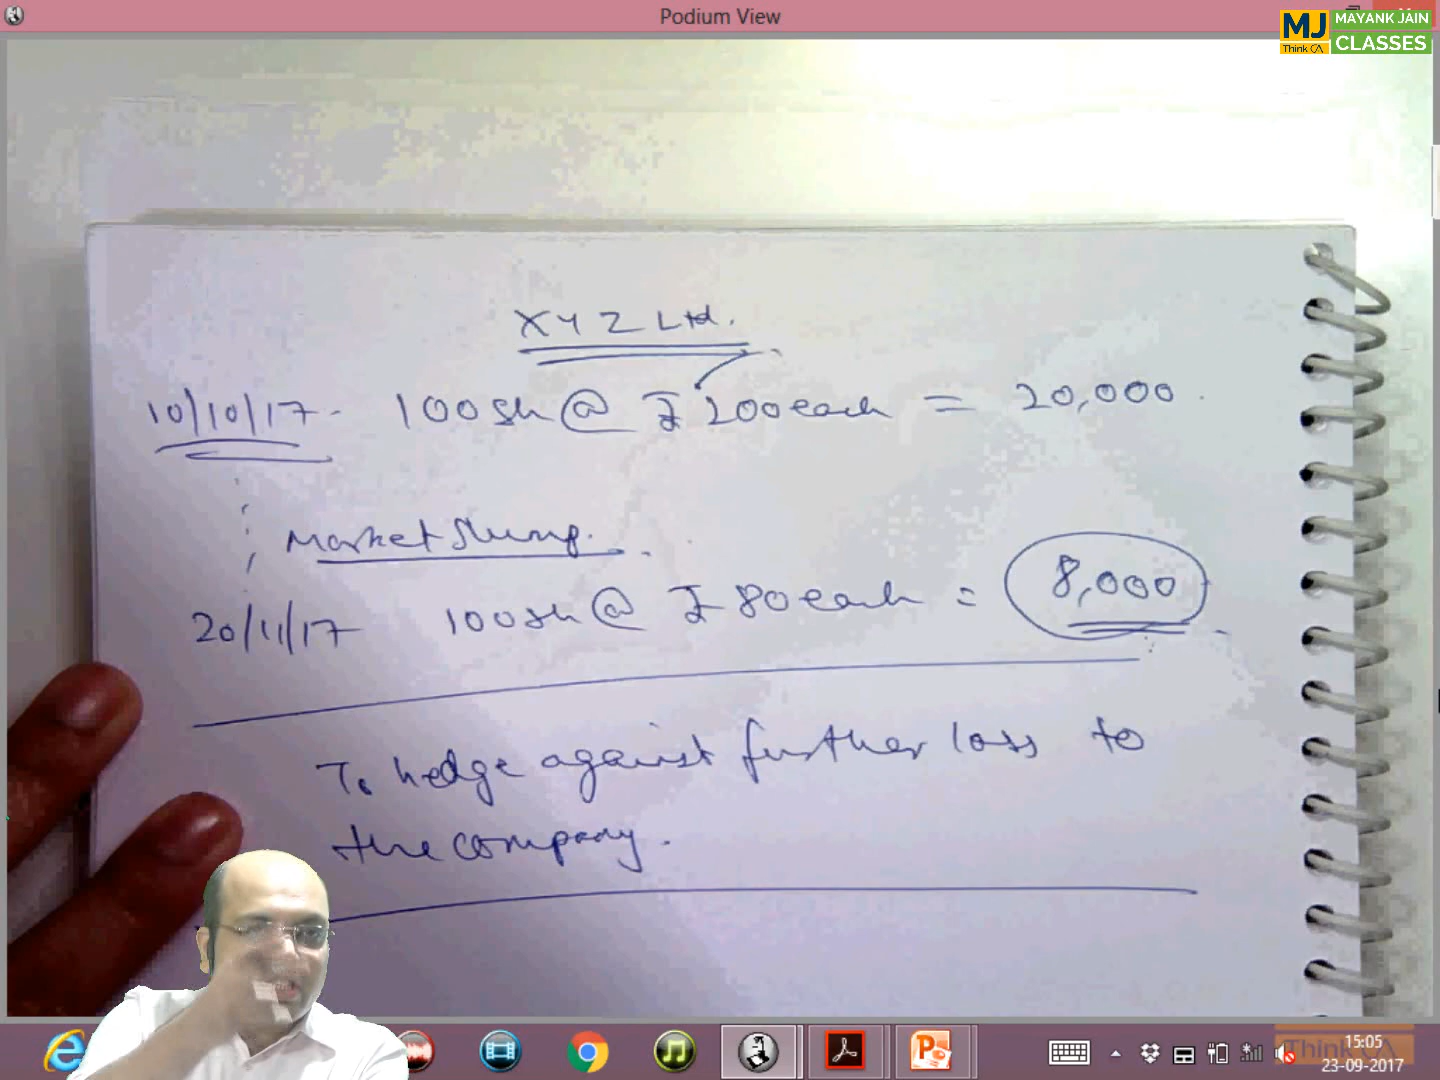 Podium View
MJ
Think CA
MAYANK JAIN
CLASSES
XYZ Ltd.
10/10/17 - 100 sh @ ₹ 200 each = 20,000
Market Slump.
20/11/17 100 sh @ ₹ 80 each = 8,000
To hedge against further loss to
the company.
Think CA
15:05
23-09-2017